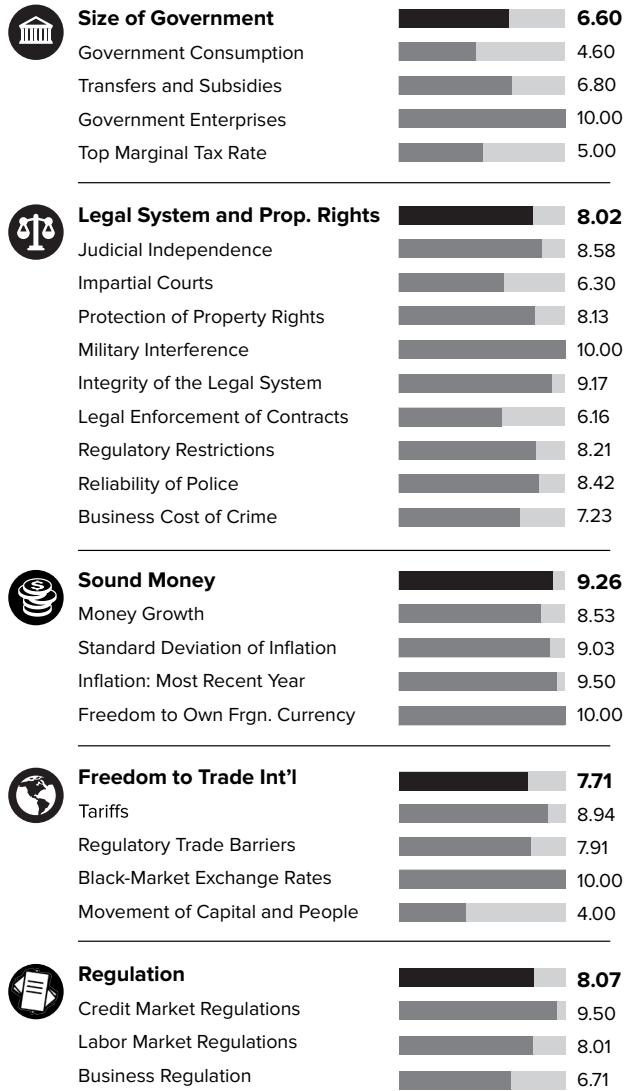 Size of Government 6.60
Government Consumption 4.60
Transfers and Subsidies 6.80
Government Enterprises 10.00
Top Marginal Tax Rate 5.00
Legal System and Prop. Rights 8.02
Judicial Independence 8.58
Impartial Courts 6.30
Protection of Property Rights 8.13
Military Interference 10.00
Integrity of the Legal System 9.17
Legal Enforcement of Contracts 6.16
Regulatory Restrictions 8.21
Reliability of Police 8.42
Business Cost of Crime 7.23
$
Sound Money 9.26
Money Growth 8.53
Standard Deviation of Inflation 9.03
Inflation: Most Recent Year 9.50
Freedom to Own Frgn. Currency 10.00
Freedom to Trade Int'l 7.71
Tariffs 8.94
Regulatory Trade Barriers 7.91
Black-Market Exchange Rates 10.00
Movement of Capital and People 4.00
Regulation 8.07
Credit Market Regulations 9.50
Labor Market Regulations 8.01
Business Regulation 6.71